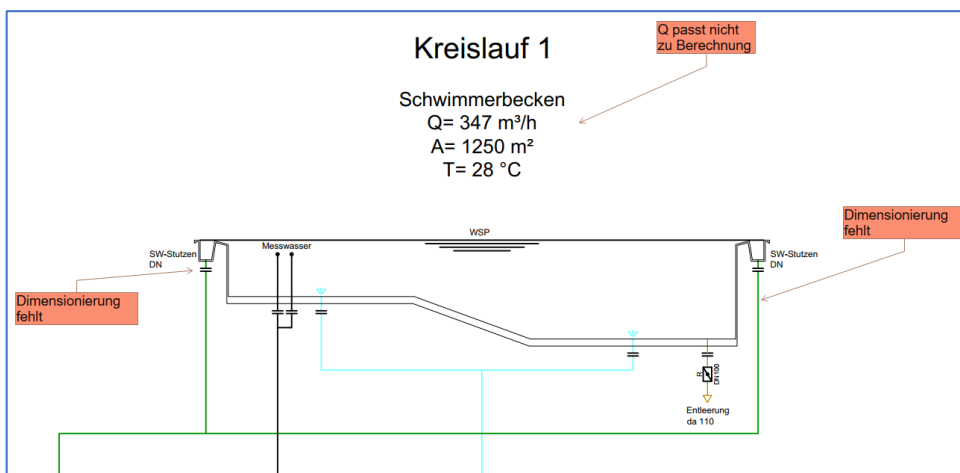 Q passt nicht
zu Berechnung
Kreislauf 1
Schwimmerbecken
Q= 347 m³/h
A= 1250 m²
T= 28 °C
Dimensionierung
fehlt
WSP
Messwasser
SW-Stutzen
DN
SW-Stutzen
DN
Dimensionierung
fehlt
R
DN100
Entleerung
da 110